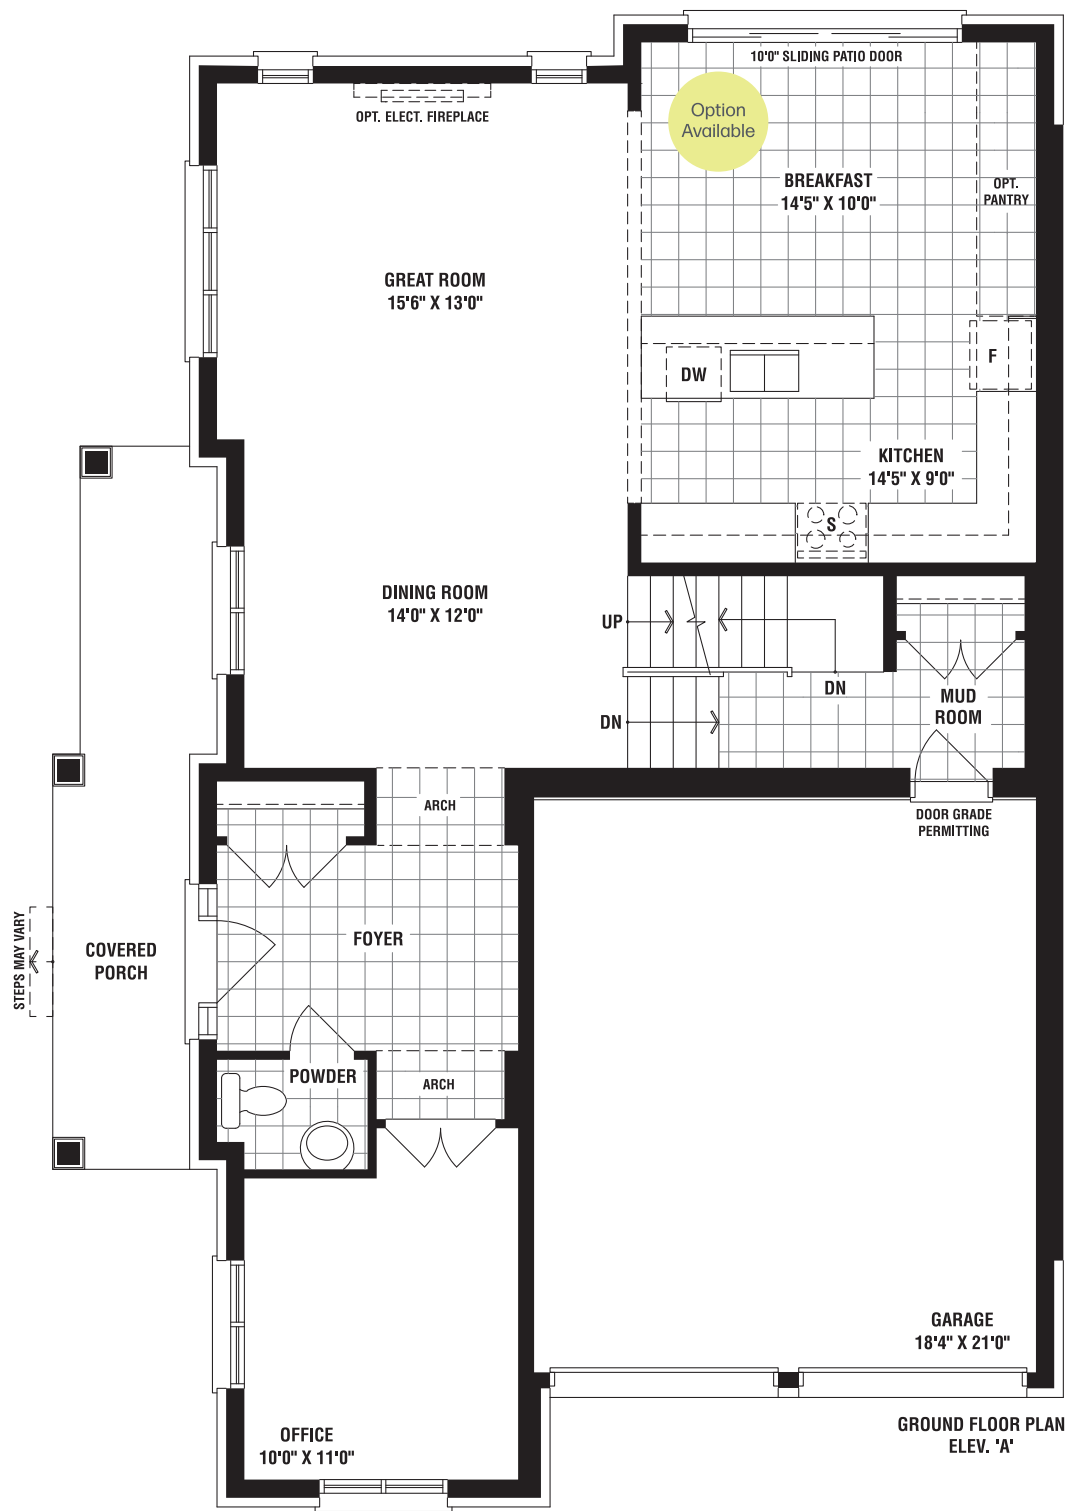 10'0" SLIDING PATIO DOOR
OPT. ELECT. FIREPLACE
Option
Available
BREAKFAST
14'5" X 10'0"
OPT.
PANTRY
GREAT ROOM
15'6" X 13'0"
DW
F
KITCHEN
14'5" X 9'0"
S
DINING ROOM
14'0" X 12'0"
UP
DN
DN
MUD
ROOM
ARCH
DOOR GRADE
PERMITTING
STEPS MAY VARY
COVERED
PORCH
FOYER
POWDER
ARCH
GARAGE
18'4" X 21'0"
OFFICE
10'0" X 11'0"
GROUND FLOOR PLAN
ELEV. 'A'